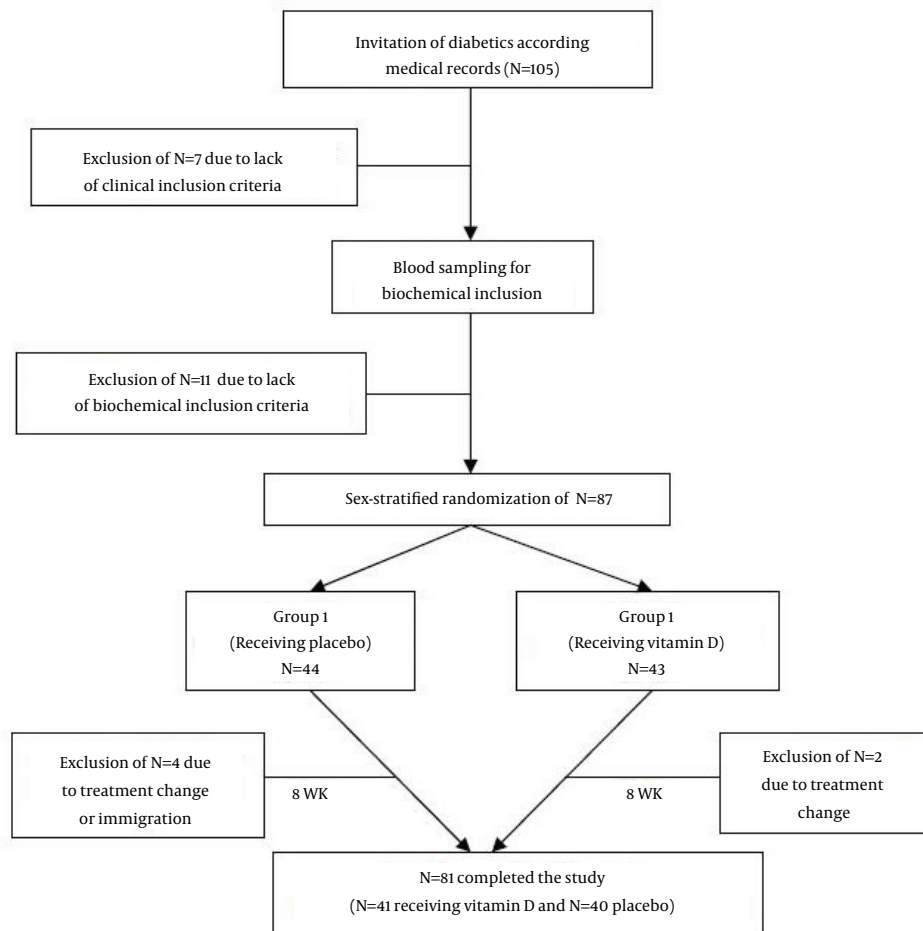 Invitation of diabetics according
medical records (N=105)
Exclusion of N=7 due to lack
of clinical inclusion criteria
Blood sampling for
biochemical inclusion
Exclusion of N=11 due to lack
of biochemical inclusion criteria
Sex-stratified randomization of N=87
Group 1
(Receiving placebo)
N=44
Group 1
(Receiving vitamin D)
N=43
Exclusion of N=4 due
to treatment change
or immigration
8 WK
8 WK
Exclusion of N=2
due to treatment
change
N=81 completed the study
(N=41 receiving vitamin D and N=40 placebo)